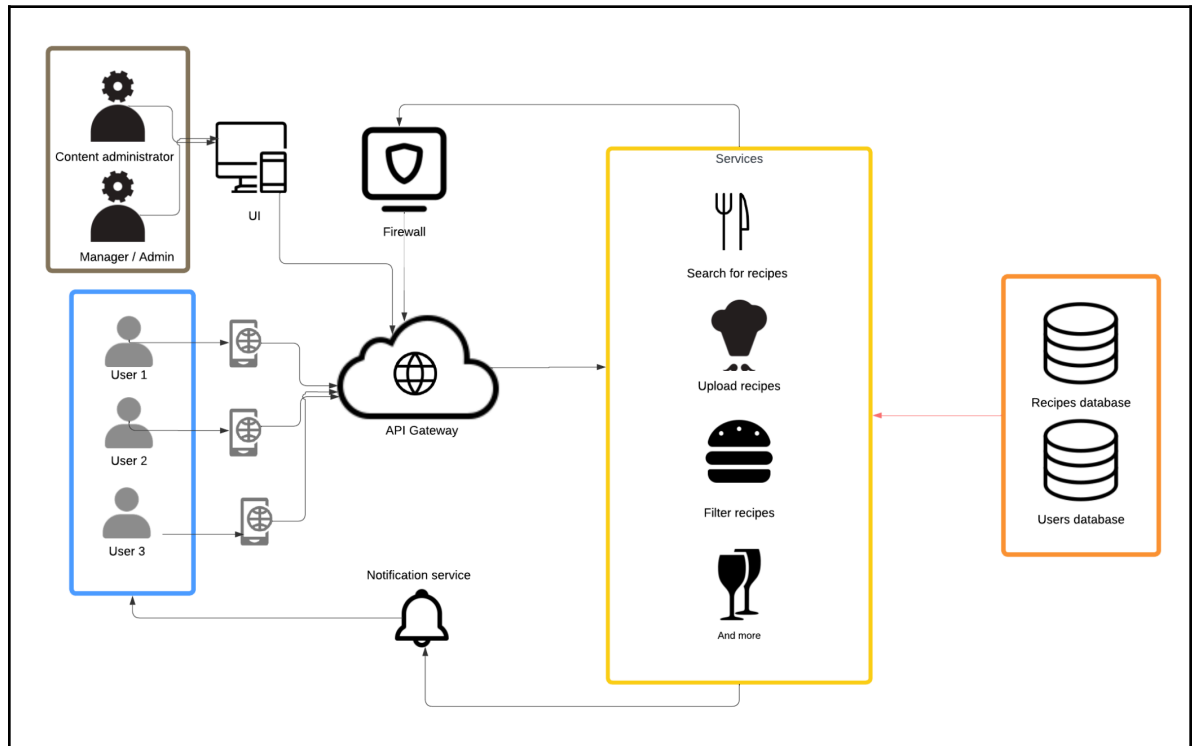 Content administrator
Manager / Admin
UI
Firewall
User 1
User 2
User 3
API Gateway
Notification service
Services
Search for recipes
Upload recipes
Filter recipes
And more
Recipes database
Users database